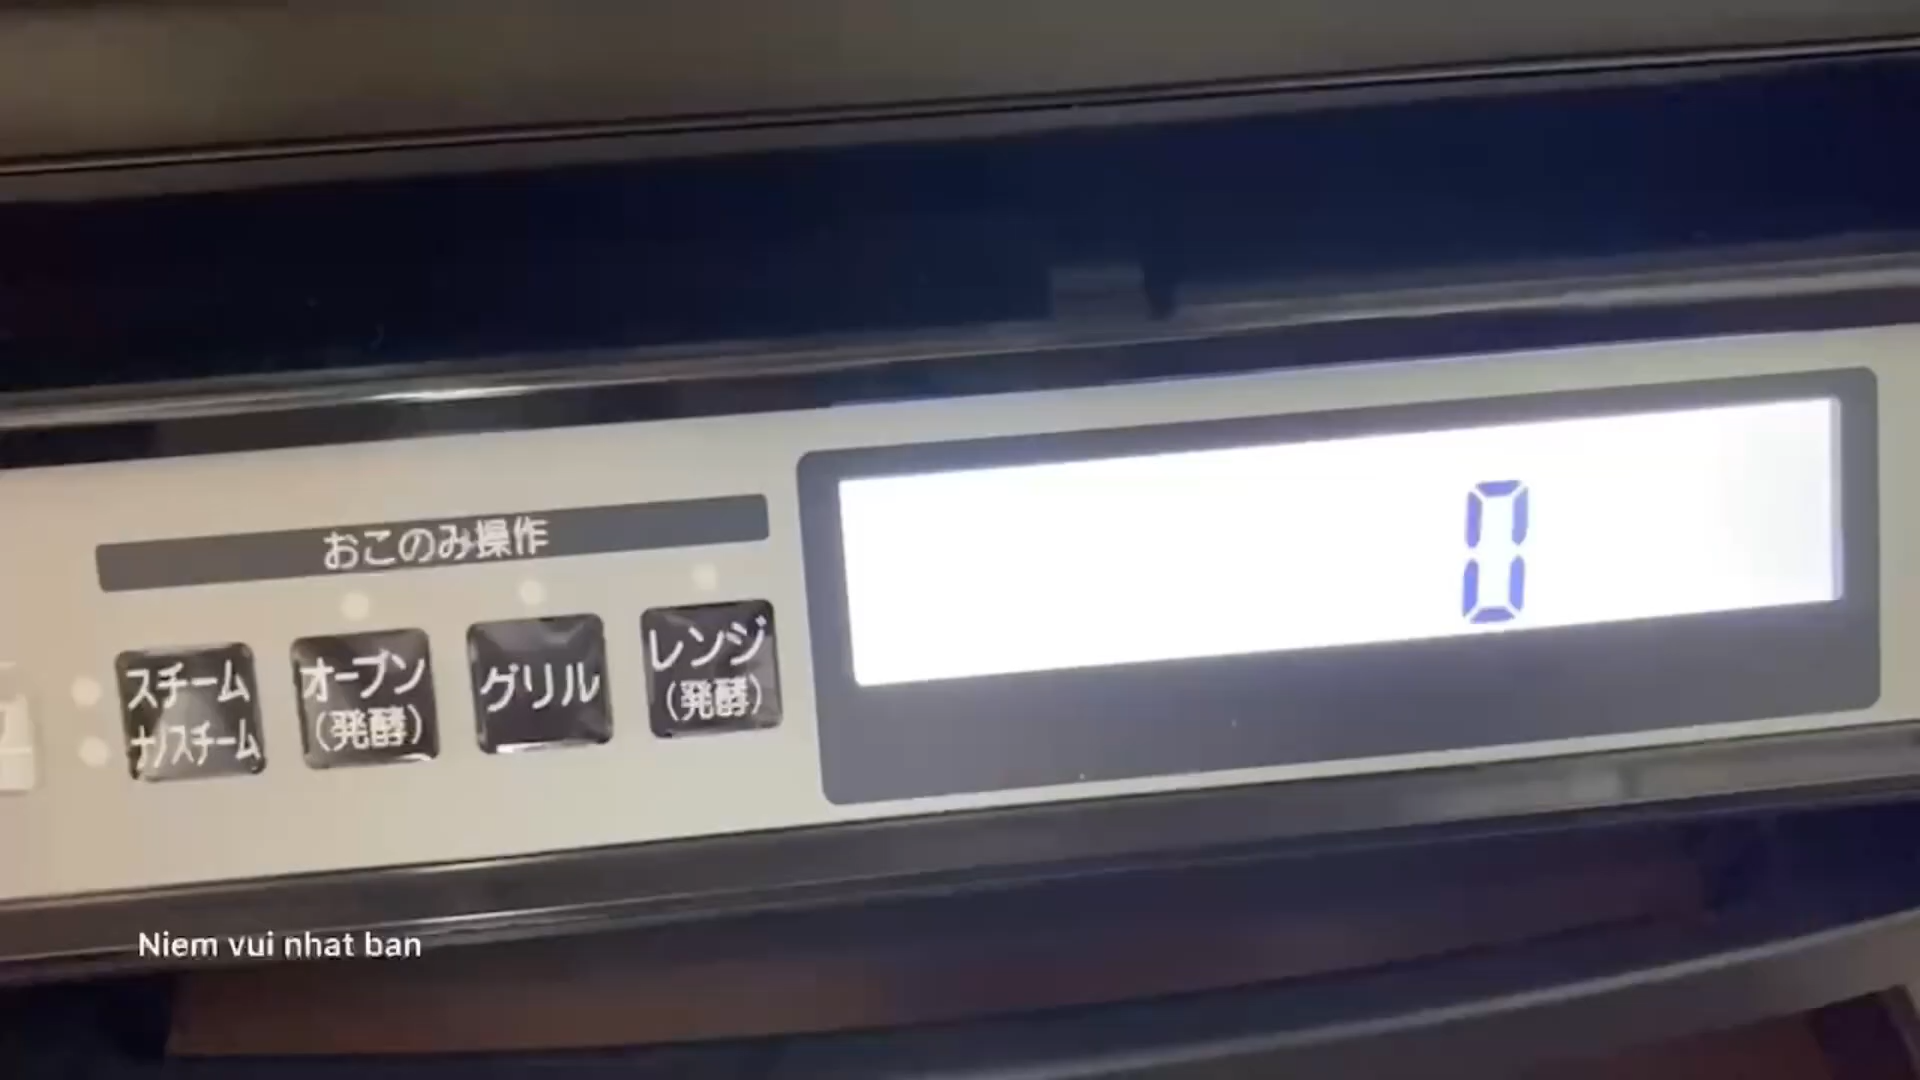 おこのみ操作
スチーム
ナノスチーム
オーブン
(発酵)
グリル
レンジ
(発酵)
0
Niem vui nhat ban